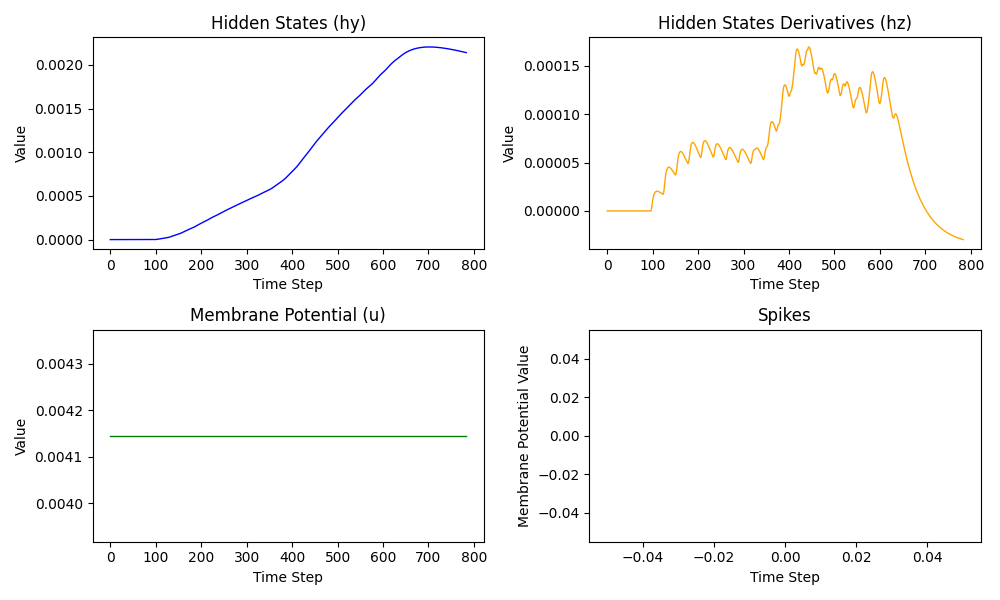 Hidden States (hy)
Value
0.0020
0.0015
0.0010
0.0005
0.0000
0 100 200 300 400 500 600 700 800
Time Step
Hidden States Derivatives (hz)
Value
0.00015
0.00010
0.00005
0.00000
0 100 200 300 400 500 600 700 800
Time Step
Membrane Potential (u)
Value
0.0043
0.0042
0.0041
0.0040
0 100 200 300 400 500 600 700 800
Time Step
Spikes
Membrane Potential Value
0.04
0.02
0.00
−0.02
−0.04
−0.04 −0.02 0.00 0.02 0.04
Time Step